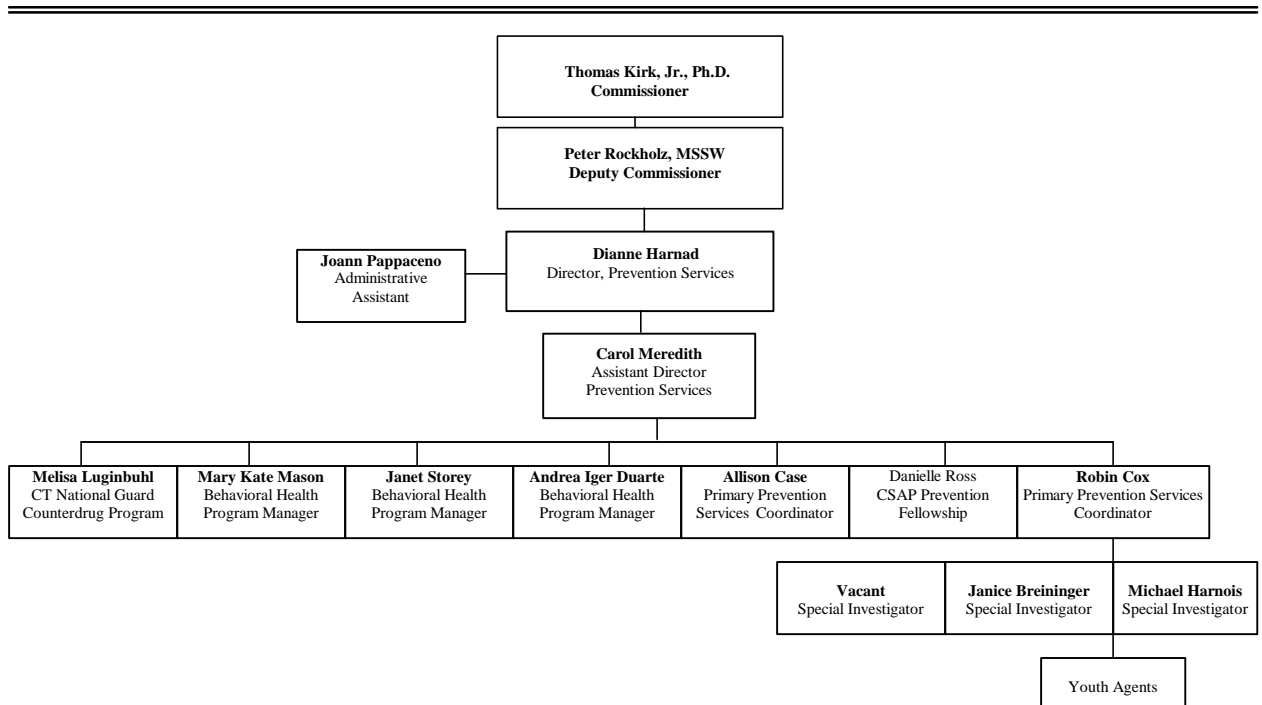 Thomas Kirk, Jr., Ph.D.
Commissioner
Peter Rockholz, MSSW
Deputy Commissioner
Dianne Harnad
Director, Prevention Services
Joann Pappaceno
Administrative
Assistant
Carol Meredith
Assistant Director
Prevention Services
Melisa Luginbuhl
CT National Guard
Counterdrug Program
Mary Kate Mason
Behavioral Health
Program Manager
Janet Storey
Behavioral Health
Program Manager
Andrea Iger Duarte
Behavioral Health
Program Manager
Allison Case
Primary Prevention
Services Coordinator
Danielle Ross
CSAP Prevention
Fellowship
Robin Cox
Primary Prevention Services
Coordinator
Vacant
Special Investigator
Janice Breininger
Special Investigator
Michael Harnois
Special Investigator
Youth Agents